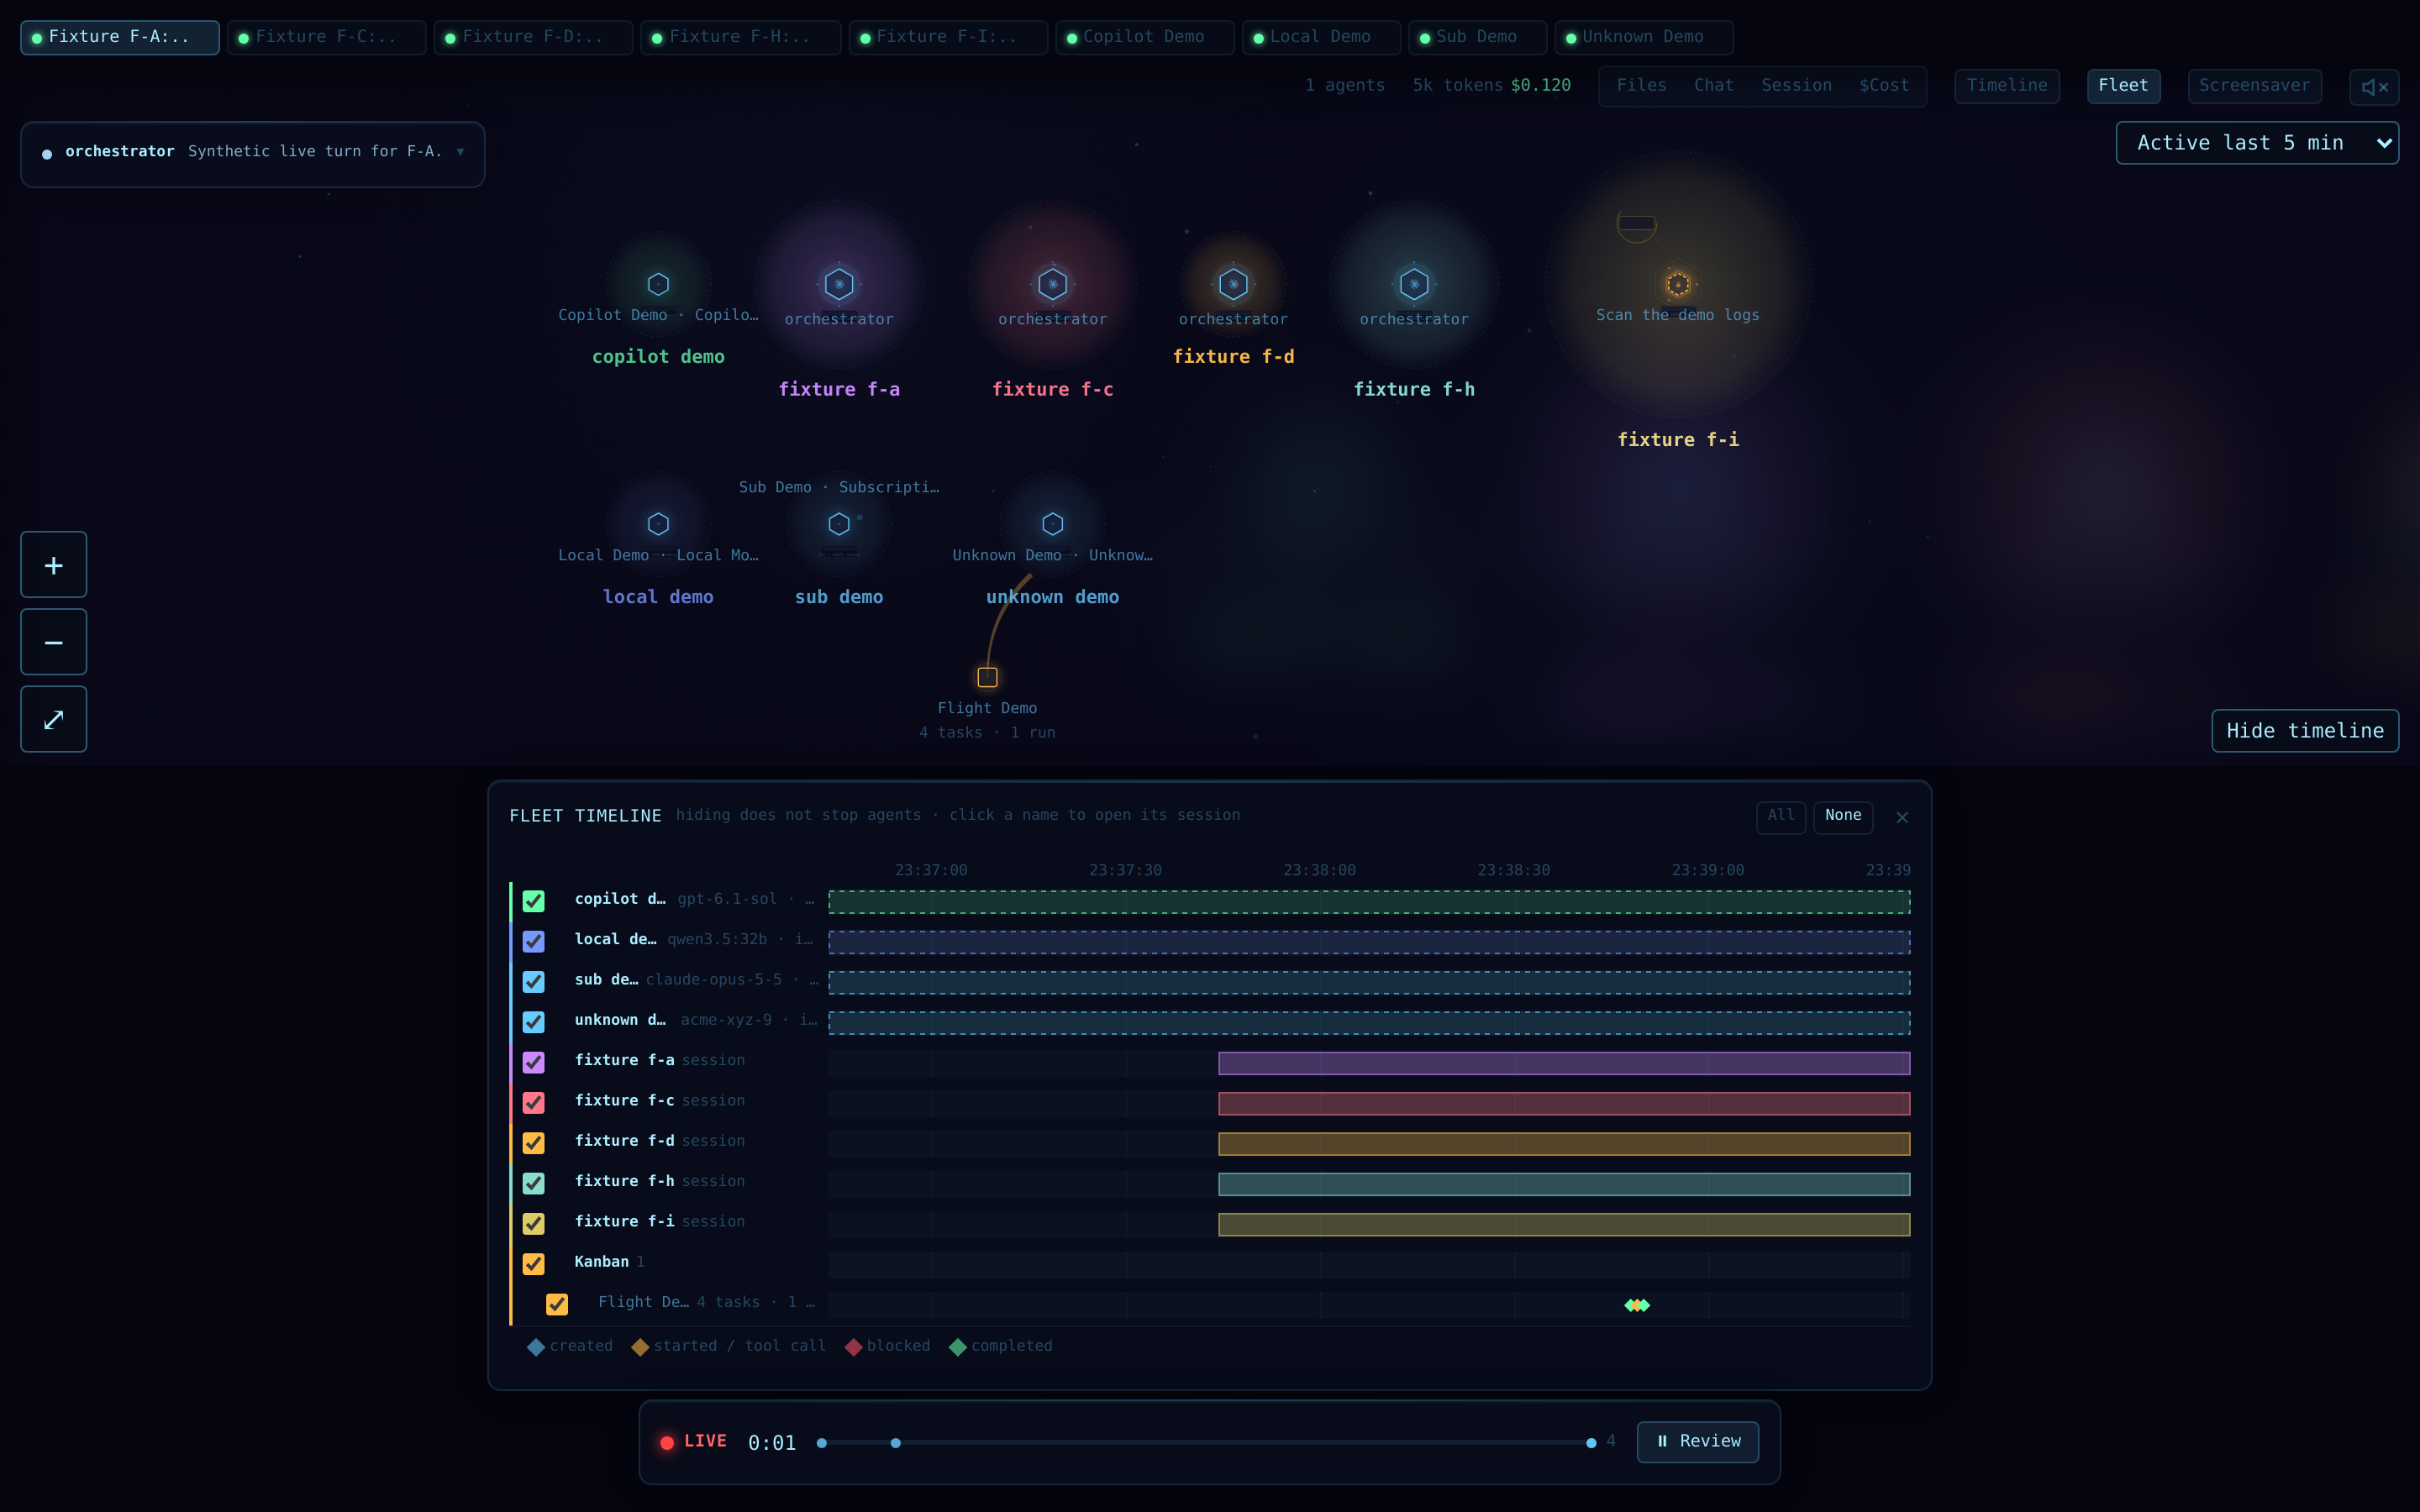 Fixture F-A:.. Fixture F-C:.. Fixture F-D:.. Fixture F-H:.. Fixture F-I:.. Copilot Demo Local Demo Sub Demo Unknown Demo
1 agents 5k tokens $0.120 Files Chat Session $Cost Timeline Fleet Screensaver
orchestrator Synthetic live turn for F-A. ▼
Active last 5 min
Copilot Demo · Copilo… orchestrator orchestrator orchestrator orchestrator Scan the demo logs
copilot demo fixture f-a fixture f-c fixture f-d fixture f-h fixture f-i
Sub Demo · Subscripti…
Local Demo · Local Mo… Unknown Demo · Unknow…
local demo sub demo unknown demo
+
−
Flight Demo
4 tasks · 1 run
Hide timeline
FLEET TIMELINE hiding does not stop agents · click a name to open its session All None ×
23:37:00 23:37:30 23:38:00 23:38:30 23:39:00 23:39
copilot d… gpt-6.1-sol · …
local de… qwen3.5:32b · i…
sub de… claude-opus-5-5 · …
unknown d… acme-xyz-9 · i…
fixture f-a session
fixture f-c session
fixture f-d session
fixture f-h session
fixture f-i session
Kanban 1
Flight De… 4 tasks · 1 …
created started / tool call blocked completed
LIVE 0:01 4 Review